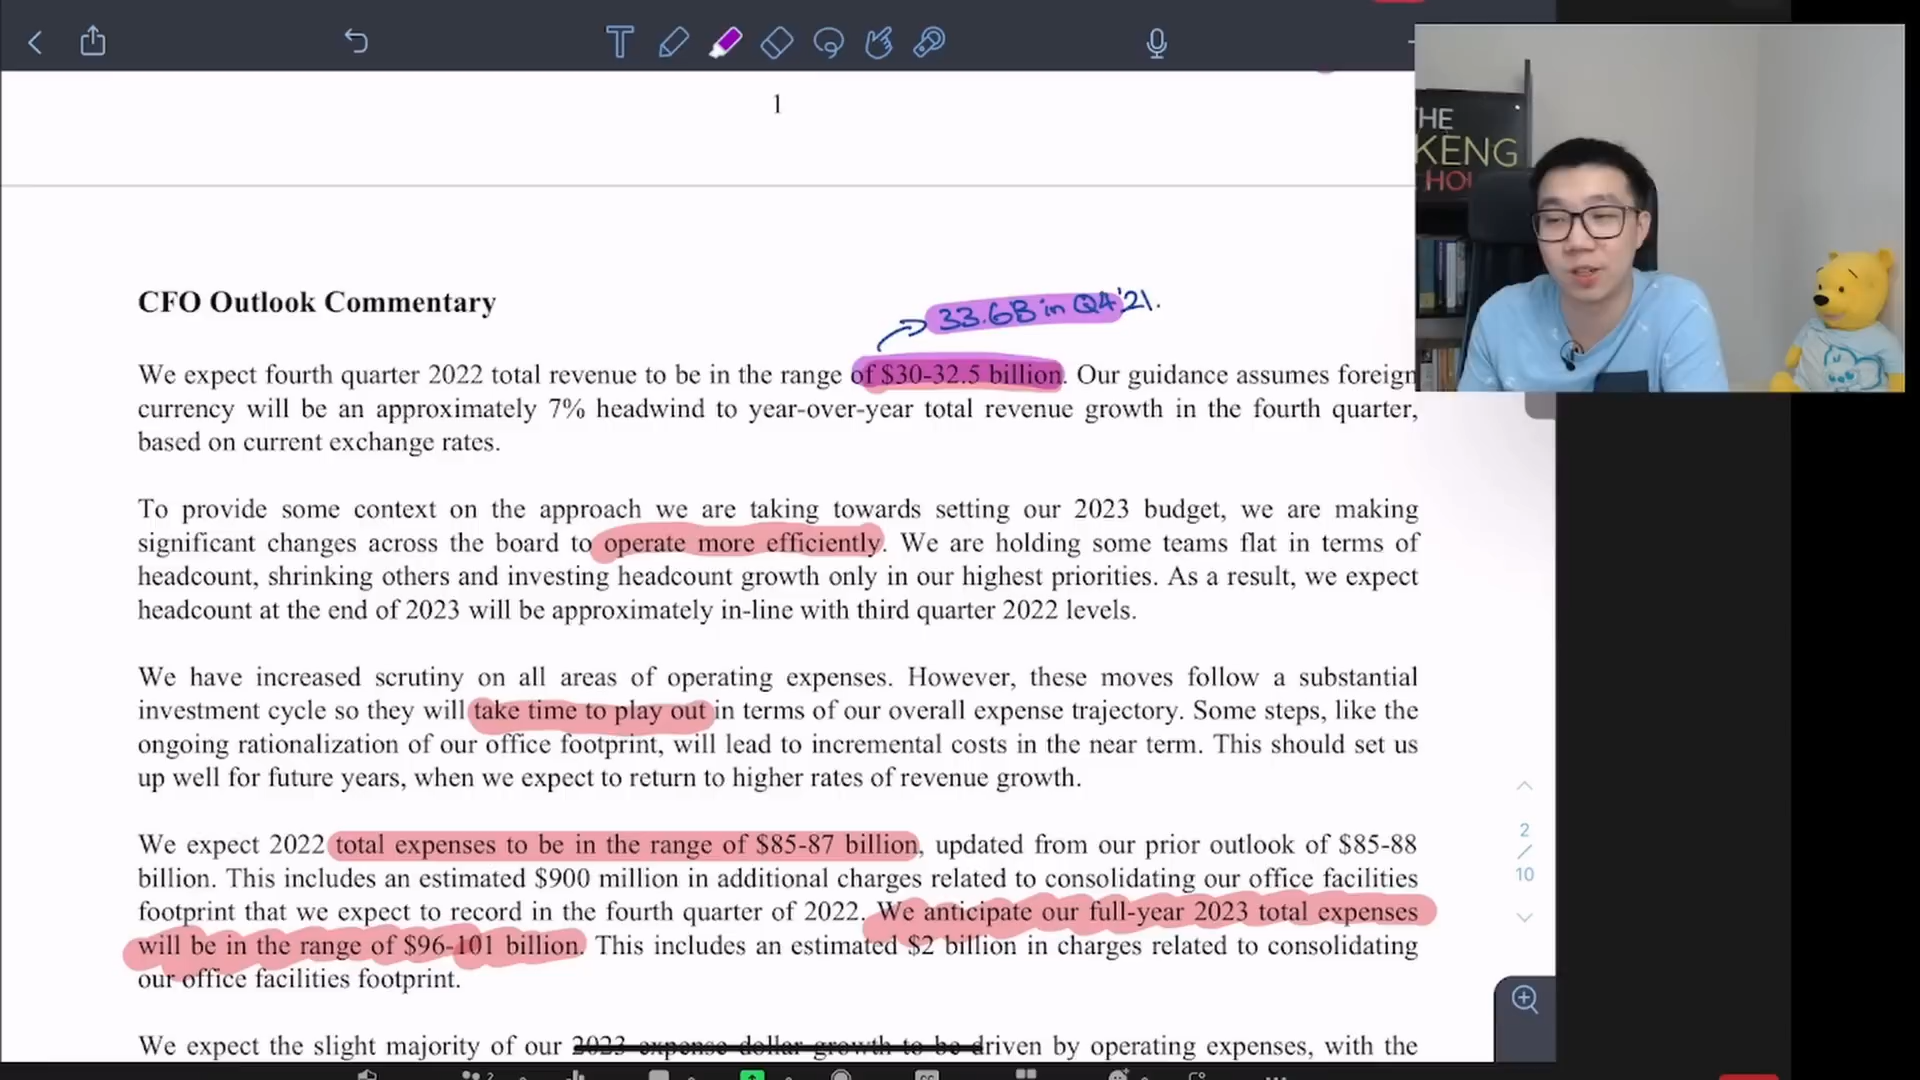 1
THE
KENG
HOU
CFO Outlook Commentary
33.6B in Q4'21.
We expect fourth quarter 2022 total revenue to be in the range of $30-32.5 billion. Our guidance assumes foreign
currency will be an approximately 7% headwind to year-over-year total revenue growth in the fourth quarter,
based on current exchange rates.
To provide some context on the approach we are taking towards setting our 2023 budget, we are making
significant changes across the board to operate more efficiently. We are holding some teams flat in terms of
headcount, shrinking others and investing headcount growth only in our highest priorities. As a result, we expect
headcount at the end of 2023 will be approximately in-line with third quarter 2022 levels.
We have increased scrutiny on all areas of operating expenses. However, these moves follow a substantial
investment cycle so they will take time to play out in terms of our overall expense trajectory. Some steps, like the
ongoing rationalization of our office footprint, will lead to incremental costs in the near term. This should set us
up well for future years, when we expect to return to higher rates of revenue growth.
We expect 2022 total expenses to be in the range of $85-87 billion, updated from our prior outlook of $85-88
billion. This includes an estimated $900 million in additional charges related to consolidating our office facilities
footprint that we expect to record in the fourth quarter of 2022. We anticipate our full-year 2023 total expenses
will be in the range of $96-101 billion. This includes an estimated $2 billion in charges related to consolidating
our office facilities footprint.
We expect the slight majority of our 2023 expense dollar growth to be driven by operating expenses, with the
2
/
10